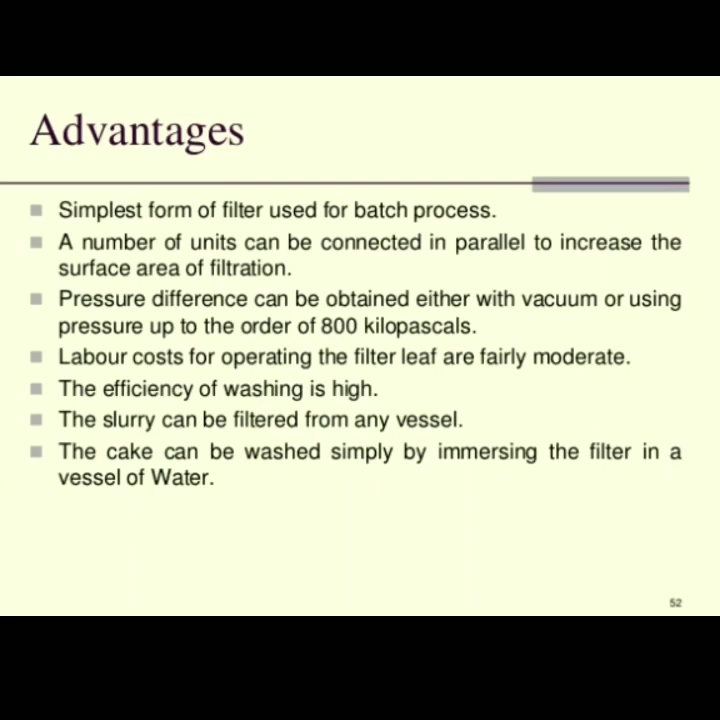 Advantages
Simplest form of filter used for batch process.
A number of units can be connected in parallel to increase the
surface area of filtration.
Pressure difference can be obtained either with vacuum or using
pressure up to the order of 800 kilopascals.
Labour costs for operating the filter leaf are fairly moderate.
The efficiency of washing is high.
The slurry can be filtered from any vessel.
The cake can be washed simply by immersing the filter in a
vessel of Water.
52